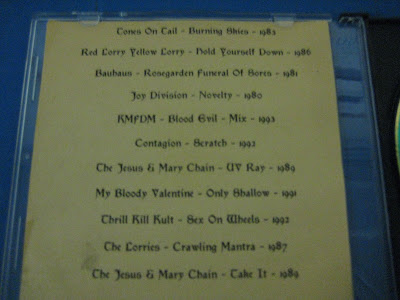 Tones On Tail - Burning Skies - 1983
Red Lorry Yellow Lorry - Hold Yourself Down - 1986
Bauhaus - Rosegarden Funeral Of Sores - 1981
Joy Division - Novelty - 1980
KMFDM - Blood Evil - Mix - 1993
Contagion - Scratch - 1992
The Jesus & Mary Chain - UV Ray - 1989
My Bloody Valentine - Only Shallow - 1991
Thrill Kill Kult - Sex On Wheels - 1992
The Lorries - Crawling Mantra - 1987
The Jesus & Mary Chain - Take It - 1989